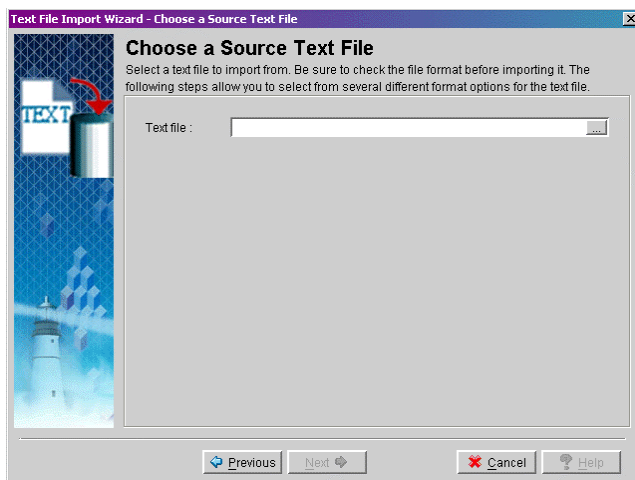 Text File Import Wizard - Choose a Source Text File
Choose a Source Text File
Select a text file to import from. Be sure to check the file format before importing it. The
following steps allow you to select from several different format options for the text file.
TEXT
Text file :
...
Previous
Next
Cancel
Help